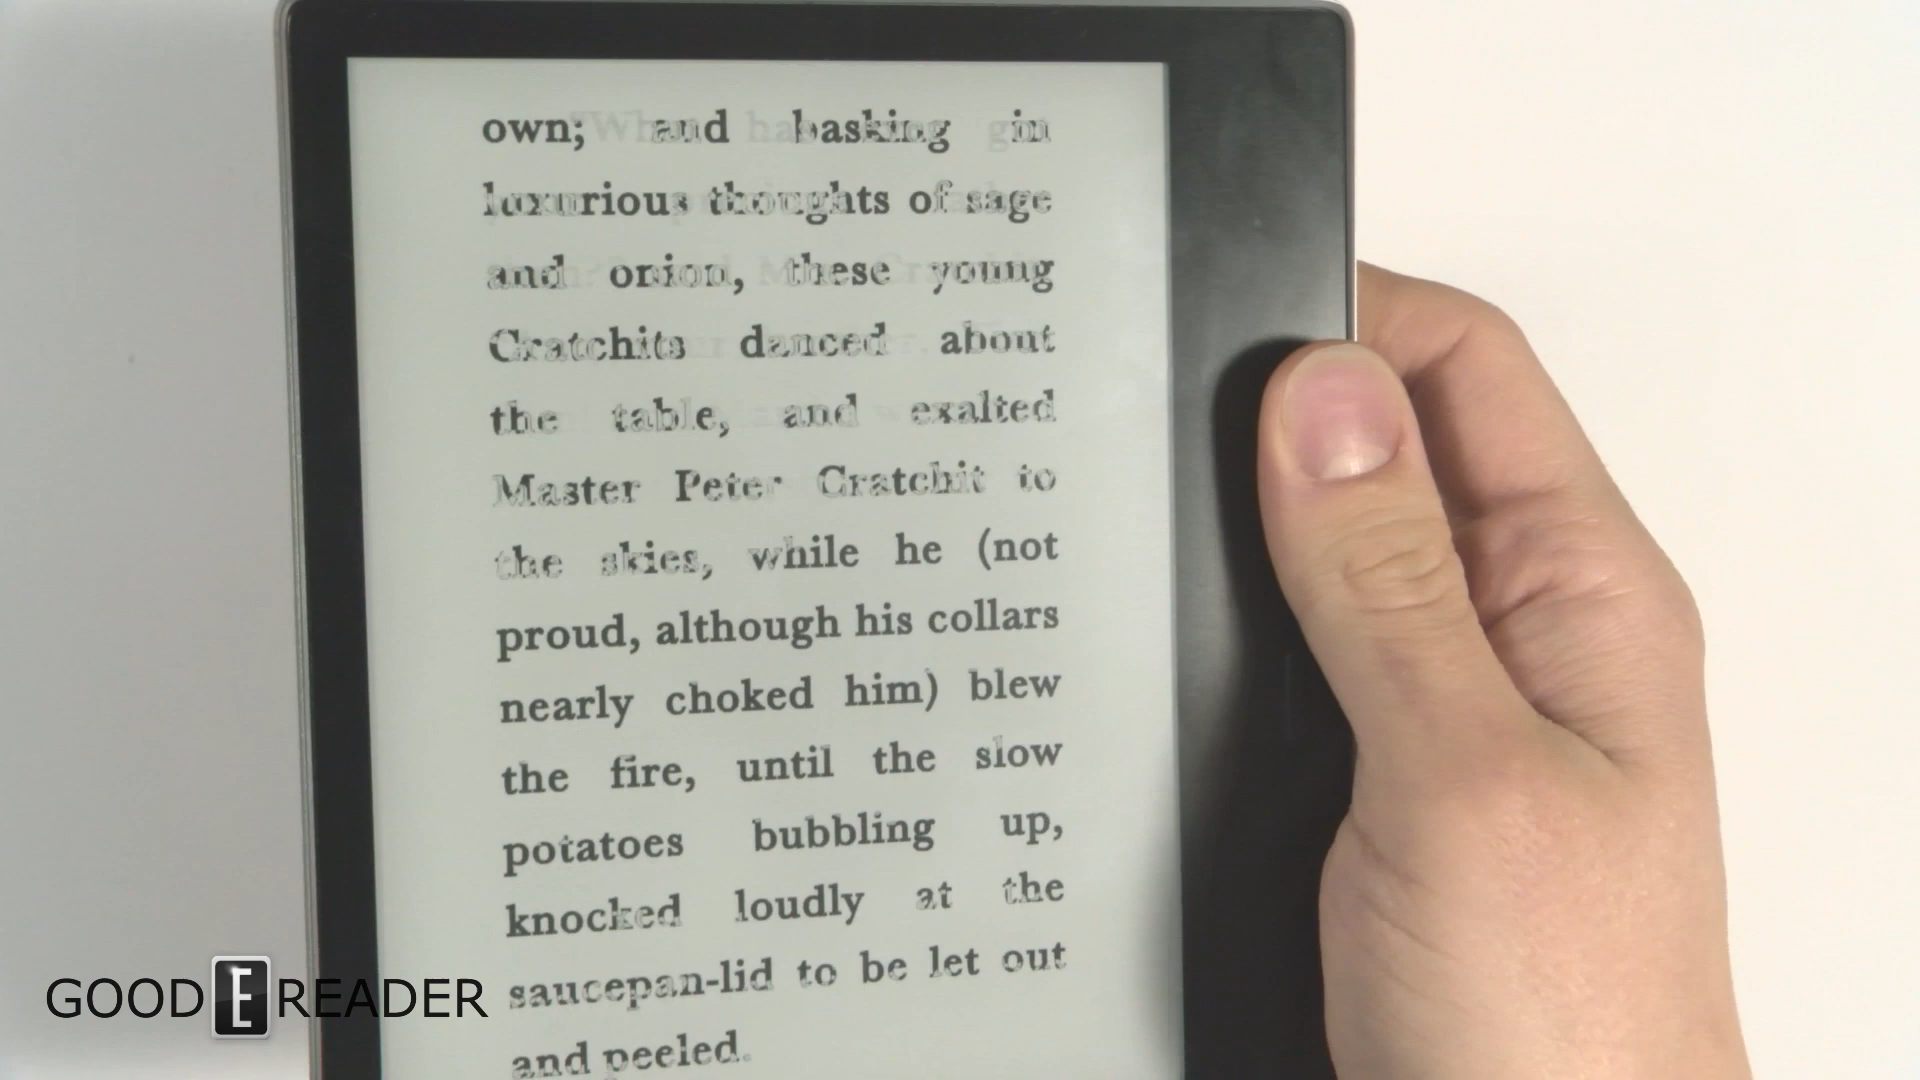 own; and basking in
luxurious thoughts of sage
and onion, these young
Cratchits danced about
the table, and exalted
Master Peter Cratchit to
the skies, while he (not
proud, although his collars
nearly choked him) blew
the fire, until the slow
potatoes bubbling up,
knocked loudly at the
saucepan-lid to be let out
and peeled.
GOOD E READER